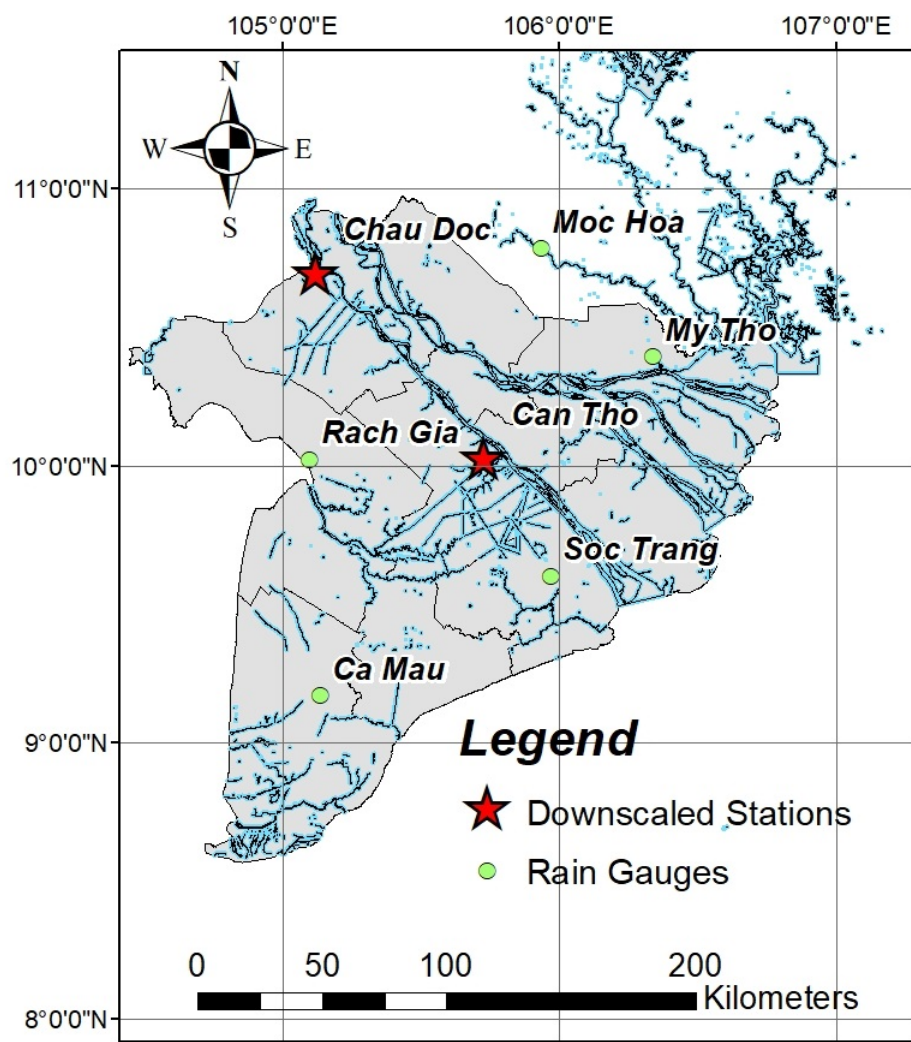 105°0'0"E 106°0'0"E 107°0'0"E
N
W E
S
11°0'0"N
Chau Doc
Moc Hoa
My Tho
Can Tho
Rach Gia
10°0'0"N
Soc Trang
Ca Mau
9°0'0"N
Legend
Downscaled Stations
Rain Gauges
0 50 100 200
Kilometers
8°0'0"N